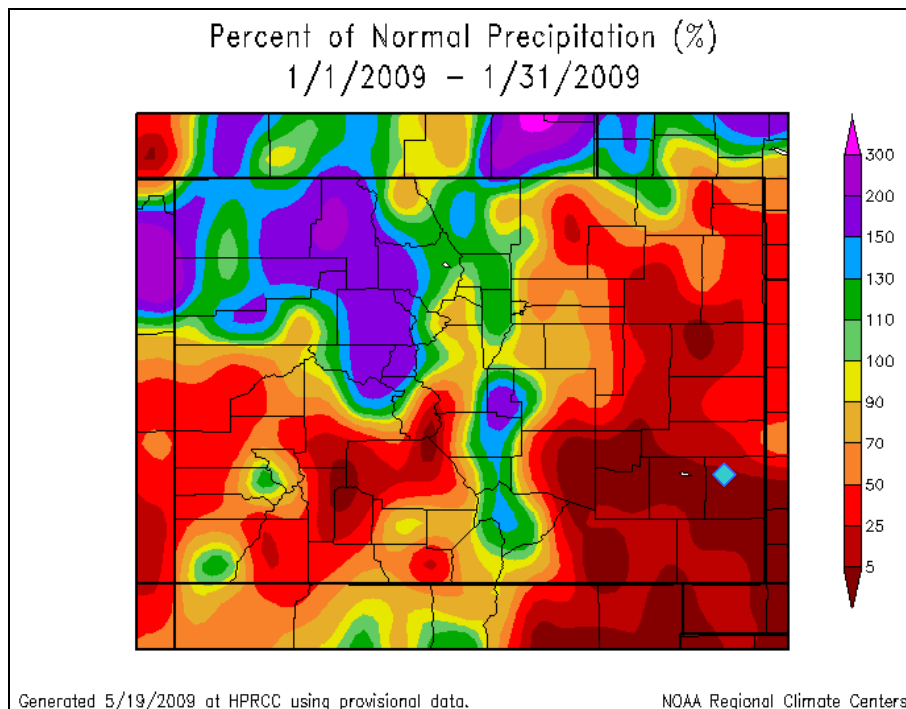 Percent of Normal Precipitation (%)
1/1/2009 – 1/31/2009
300
200
150
130
110
100
90
70
50
25
5
Generated 5/19/2009 at HPRCC using provisional data.
NOAA Regional Climate Centers